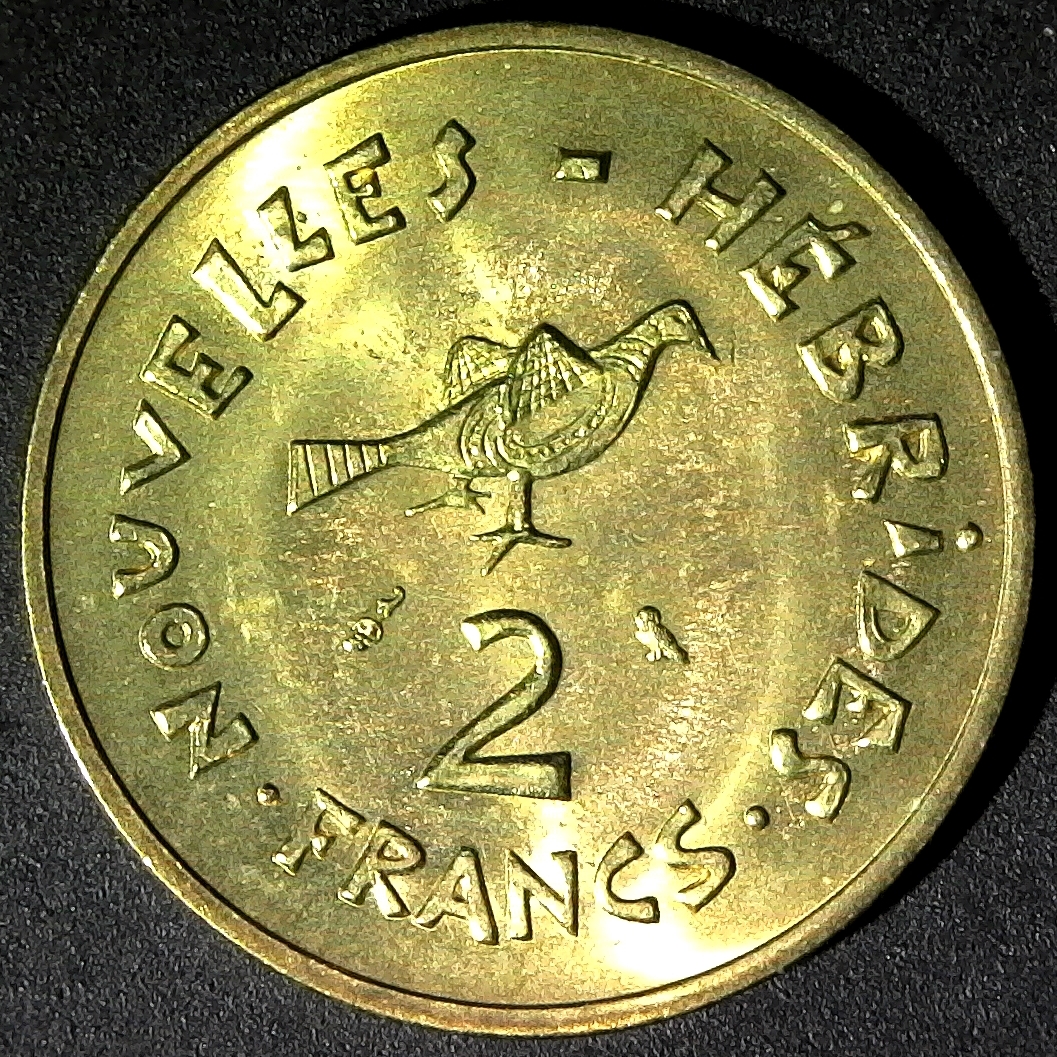 NOUVELLES - HÉBRIDES
2
· FRANCS ·